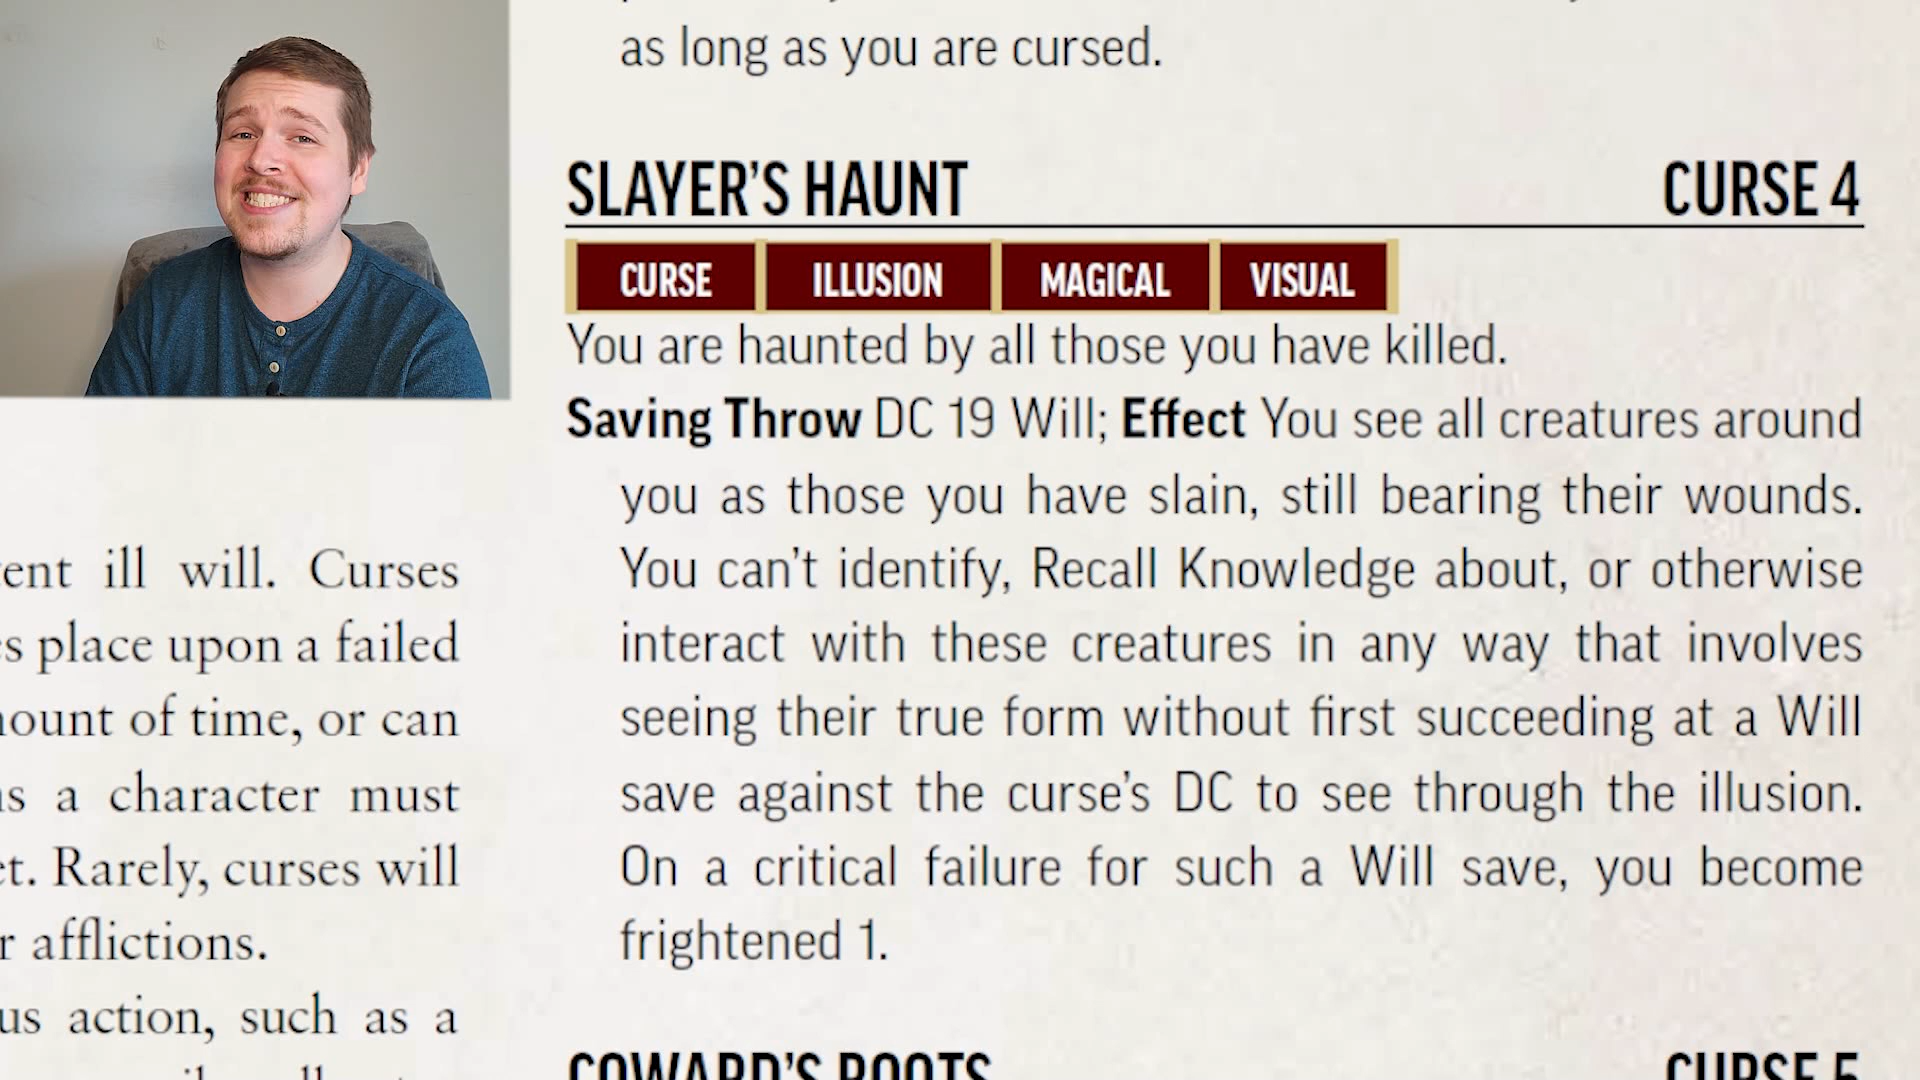 as long as you are cursed.
SLAYER'S HAUNT CURSE 4
CURSE ILLUSION MAGICAL VISUAL
You are haunted by all those you have killed.
Saving Throw DC 19 Will; Effect You see all creatures around
you as those you have slain, still bearing their wounds.
You can't identify, Recall Knowledge about, or otherwise
interact with these creatures in any way that involves
seeing their true form without first succeeding at a Will
save against the curse's DC to see through the illusion.
On a critical failure for such a Will save, you become
frightened 1.
COWARD'S ROOTS CURSE 5
ill will. Curses
place upon a failed
of time, or can
a character must
Rarely, curses will
afflictions.
action, such as a